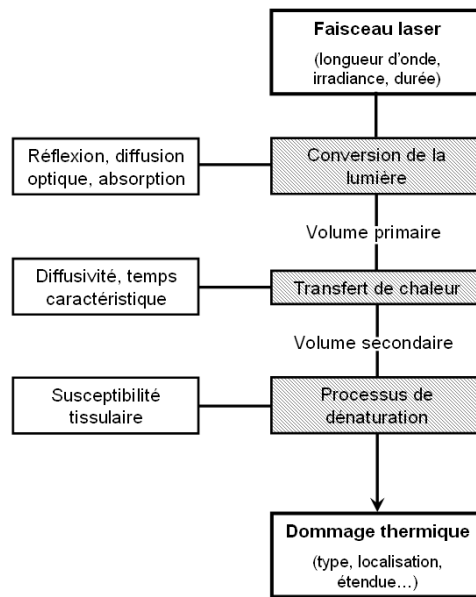 Faisceau laser
(longueur d'onde,
irradiance, durée)
Réflexion, diffusion
optique, absorption
Conversion de la
lumière
Volume primaire
Diffusivité, temps
caractéristique
Transfert de chaleur
Volume secondaire
Susceptibilité
tissulaire
Processus de
dénaturation
Dommage thermique
(type, localisation,
étendue…)